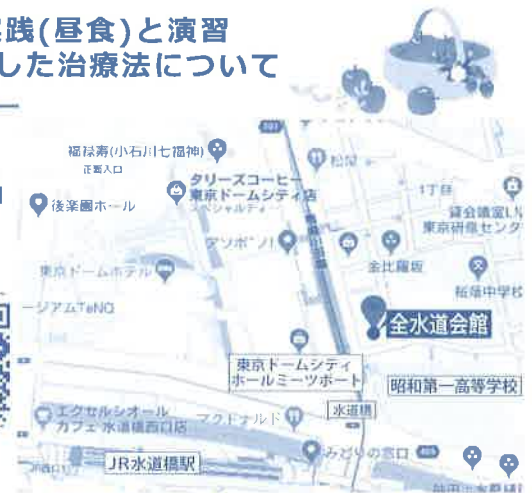 践(昼食)と演習
した治療法について
福禄寿(小石川七福神)
正面入口
タリーズコーヒー
東京ドームシティ店
スペシャルティ
後楽園ホール
アソボ~ノ!
松屋
1丁目
貸会議室
東京研修センタ
金比羅坂
桜蔭中学校
東京ドームホテル
ージアムTeNQ
全水道会館
東京ドームシティ
ホールミーツポート
昭和第一高等学校
水道橋
エクセルシオール
カフェ 水道橋西口店
マクドナルド
みどりの窓口
405
JR水道橋駅